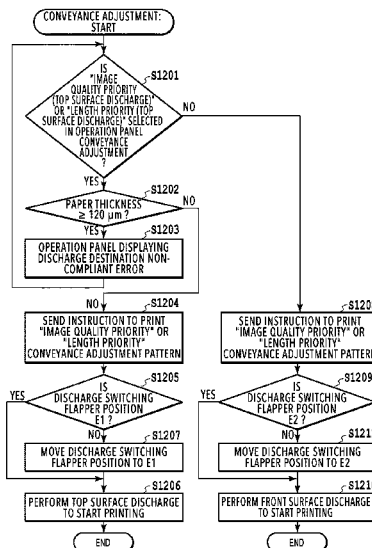 CONVEYANCE ADJUSTMENT:
START
S1201
IS
"IMAGE
QUALITY PRIORITY
(TOP SURFACE DISCHARGE)"
OR "LENGTH PRIORITY (TOP
SURFACE DISCHARGE)" SELECTED
IN OPERATION PANEL
CONVEYANCE
ADJUSTMENT
?
NO
YES
S1202
PAPER THICKNESS
≥ 120 μm ?
NO
YES
S1203
OPERATION PANEL DISPLAYING
DISCHARGE DESTINATION NON-
COMPLIANT ERROR
NO
S1204
SEND INSTRUCTION TO PRINT
"IMAGE QUALITY PRIORITY" OR
"LENGTH PRIORITY"
CONVEYANCE ADJUSTMENT PATTERN
S1205
YES
IS
DISCHARGE SWITCHING
FLAPPER POSITION
E1 ?
NO
S1207
MOVE DISCHARGE SWITCHING
FLAPPER POSITION TO E1
S1206
PERFORM TOP SURFACE DISCHARGE
TO START PRINTING
END
SEND INSTRUCTION TO PRINT
"IMAGE QUALITY PRIORITY" OR
"LENGTH PRIORITY"
CONVEYANCE ADJUSTMENT PATTERN
S1209
YES
IS
DISCHARGE SWITCHING
FLAPPER POSITION
E2 ?
NO
MOVE DISCHARGE SWITCHING
FLAPPER POSITION TO E2
PERFORM FRONT SURFACE DISCHARGE
TO START PRINTING
END